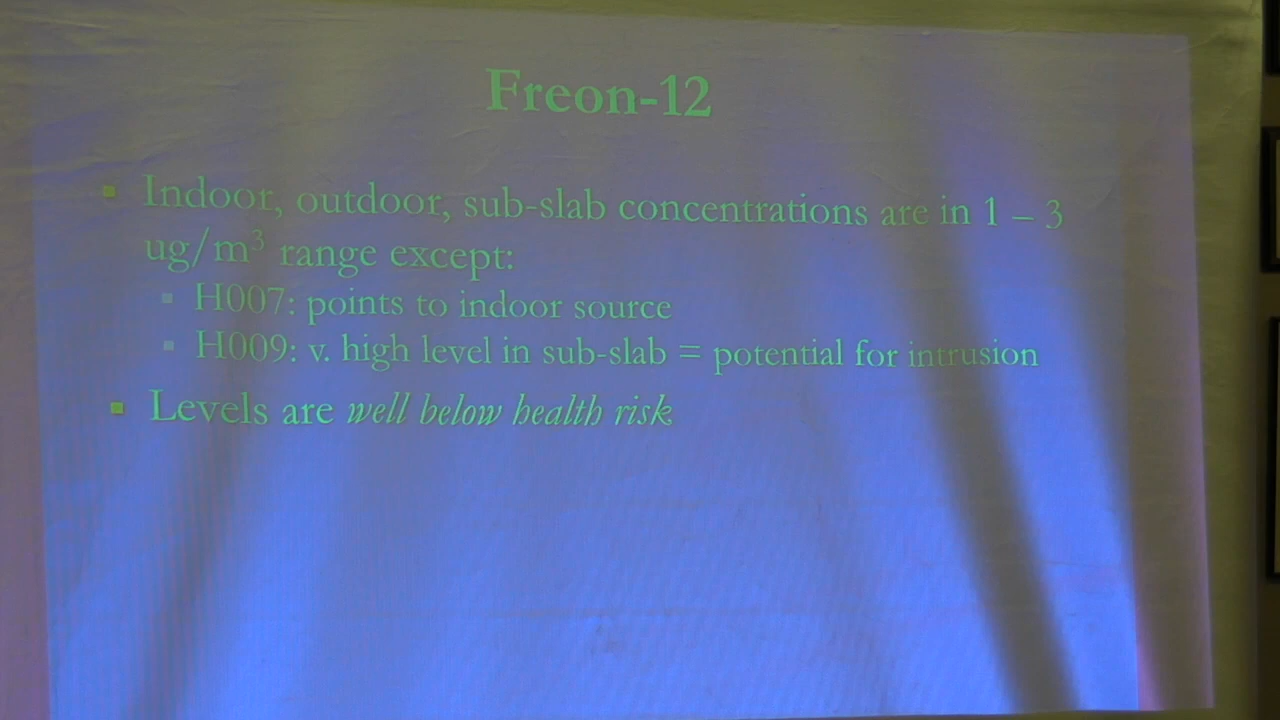 Freon-12
Indoor, outdoor, sub-slab concentrations are in 1 – 3
ug/m³ range except:
H007: points to indoor source
H009: v. high level in sub-slab = potential for intrusion
Levels are well below health risk